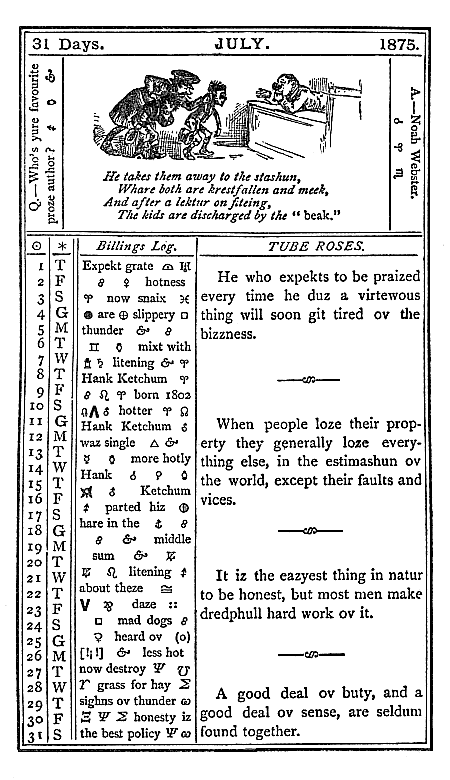 31 Days. JULY. 1875.
Q.—Who's yure favourite
proze author?
A.—Noah Webster.
He takes them away to the stashun,
Whare both are krestfallen and meek,
And after a lektur on fiteing,
The kids are discharged by the “ beak.”
☉ * Billings Log. TUBE ROSES.
1 T Expekt grate
2 F hotness
3 S now snaix
4 G are slippery
5 M thunder &
6 T mixt with
7 W litening &
8 T Hank Ketchum
9 F born 1802
10 S hotter
11 G Hank Ketchum
12 M waz single &
13 T more hotly
14 W Hank
15 T Ketchum
16 F parted hiz
17 S hare in the
18 G & middle
19 M sum &
20 T litening
21 W about theze
22 T daze ::
23 F mad dogs
24 S heard ov (o)
25 G & less hot
26 M now destroy
27 T grass for hay
28 W sighns ov thunder
29 T honesty iz
30 F the best policy
31 S
He who expekts to be praized
every time he duz a virtewous
thing will soon git tired ov the
bizzness.
When people loze their prop-
erty they generally loze every-
thing else, in the estimashun ov
the world, except their faults and
vices.
It iz the eazyest thing in natur
to be honest, but most men make
dredphull hard work ov it.
A good deal ov buty, and a
good deal ov sense, are seldum
found together.